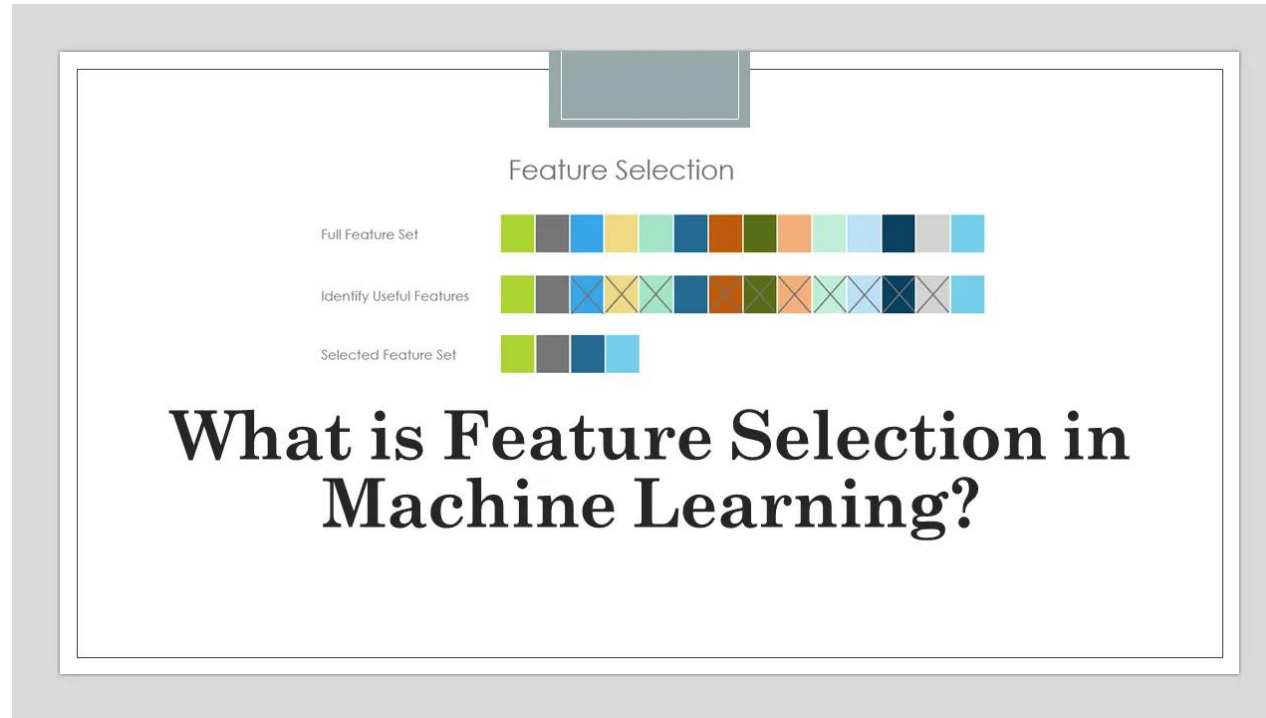 Feature Selection
Full Feature Set
Identify Useful Features
Selected Feature Set
What is Feature Selection in
Machine Learning?